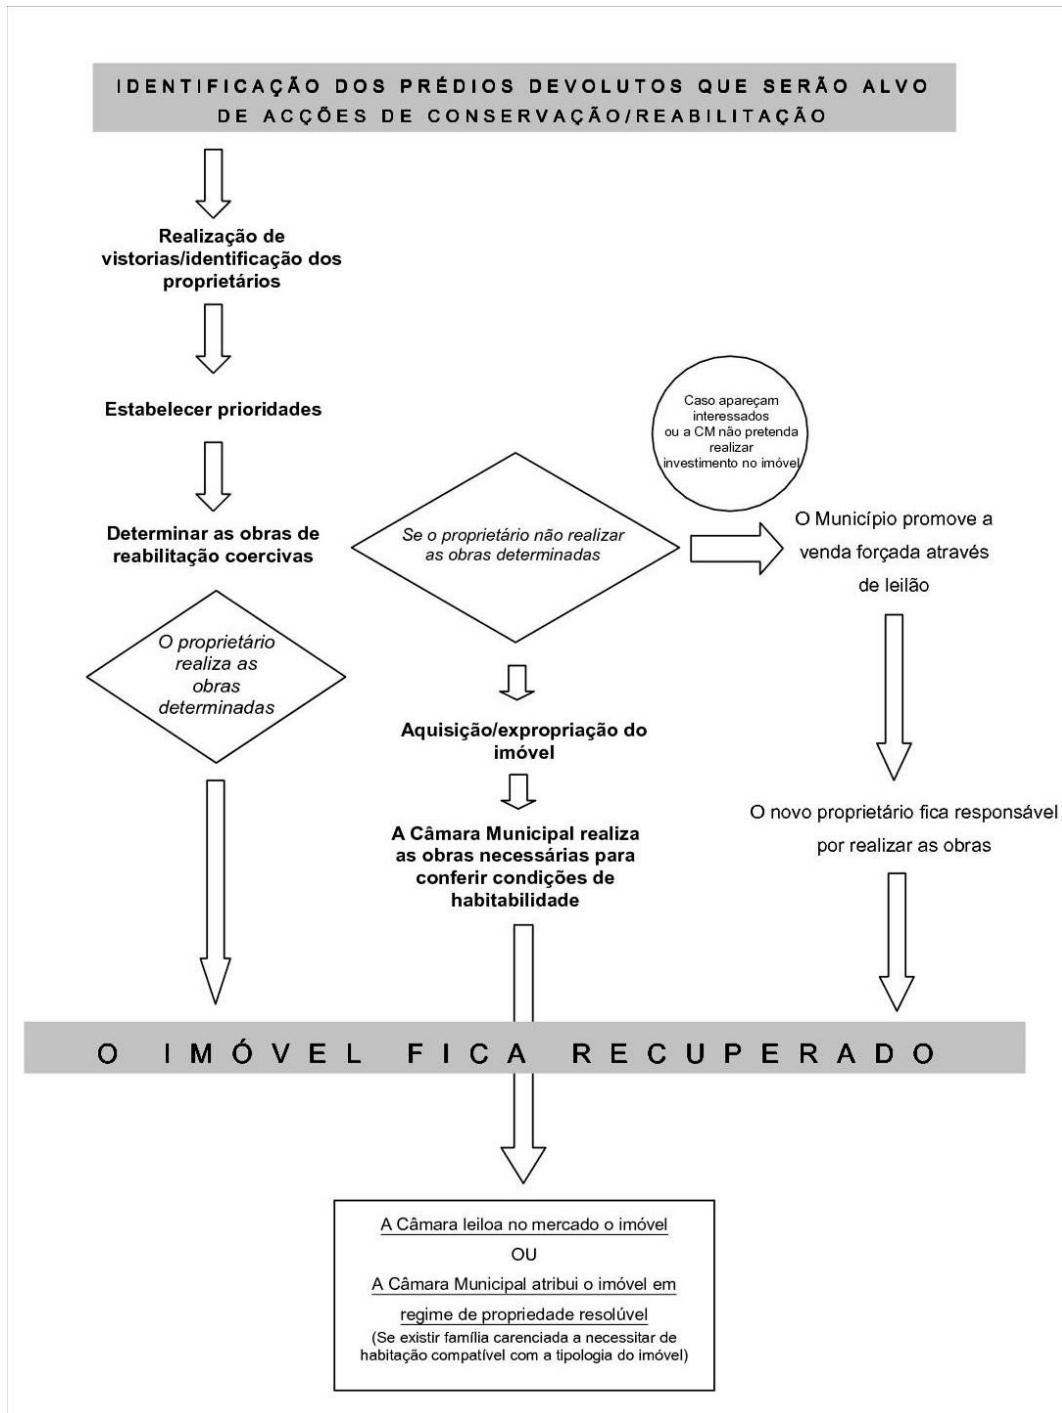 IDENTIFICAÇÃO DOS PRÉDIOS DEVOLUTOS QUE SERÃO ALVO
DE ACÇÕES DE CONSERVAÇÃO/REABILITAÇÃO
Realização de
vistorias/identificação dos
proprietários
Estabelecer prioridades
Determinar as obras de
reabilitação coercivas
O proprietário
realiza as
obras
determinadas
Se o proprietário não realizar
as obras determinadas
Caso apareçam
interessados
ou a CM não pretenda
realizar
investimento no imóvel
O Município promove a
venda forçada através
de leilão
Aquisição/expropriação do
imóvel
A Câmara Municipal realiza
as obras necessárias para
conferir condições de
habitabilidade
O novo proprietário fica responsável
por realizar as obras
O IMÓVEL FICA RECUPERADO
A Câmara leiloa no mercado o imóvel
OU
A Câmara Municipal atribui o imóvel em
regime de propriedade resolúvel
(Se existir família carenciada a necessitar de
habitação compatível com a tipologia do imóvel)